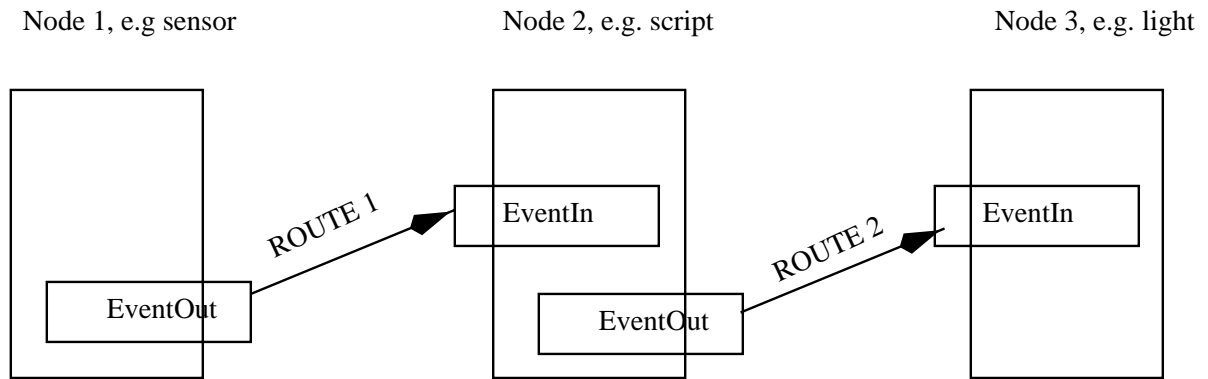 Node 1, e.g sensor
Node 2, e.g. script
Node 3, e.g. light
ROUTE 1
EventIn
ROUTE 2
EventIn
EventOut
EventOut